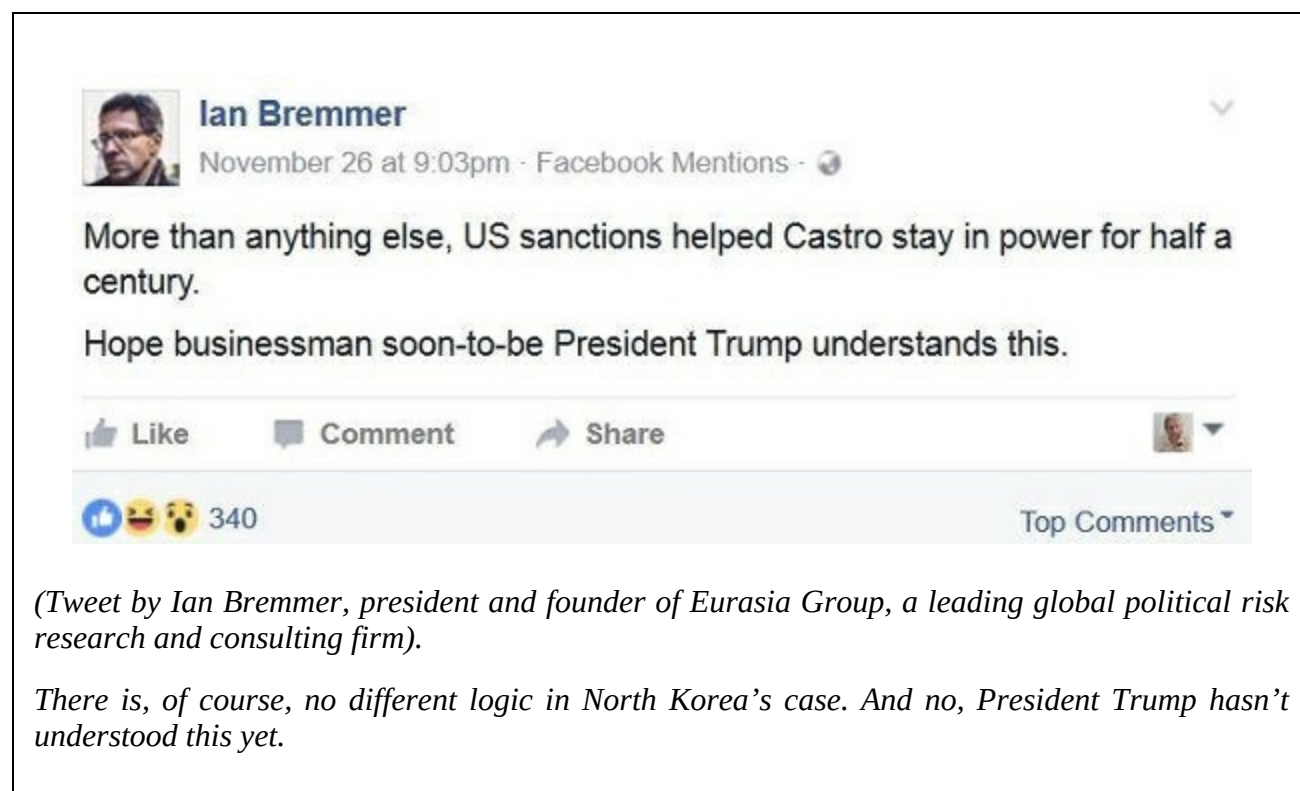 Ian Bremmer
November 26 at 9:03pm · Facebook Mentions ·
More than anything else, US sanctions helped Castro stay in power for half a
century.
Hope businessman soon-to-be President Trump understands this.
Like Comment Share
340 Top Comments
(Tweet by Ian Bremmer, president and founder of Eurasia Group, a leading global political risk
research and consulting firm).
There is, of course, no different logic in North Korea’s case. And no, President Trump hasn’t
understood this yet.